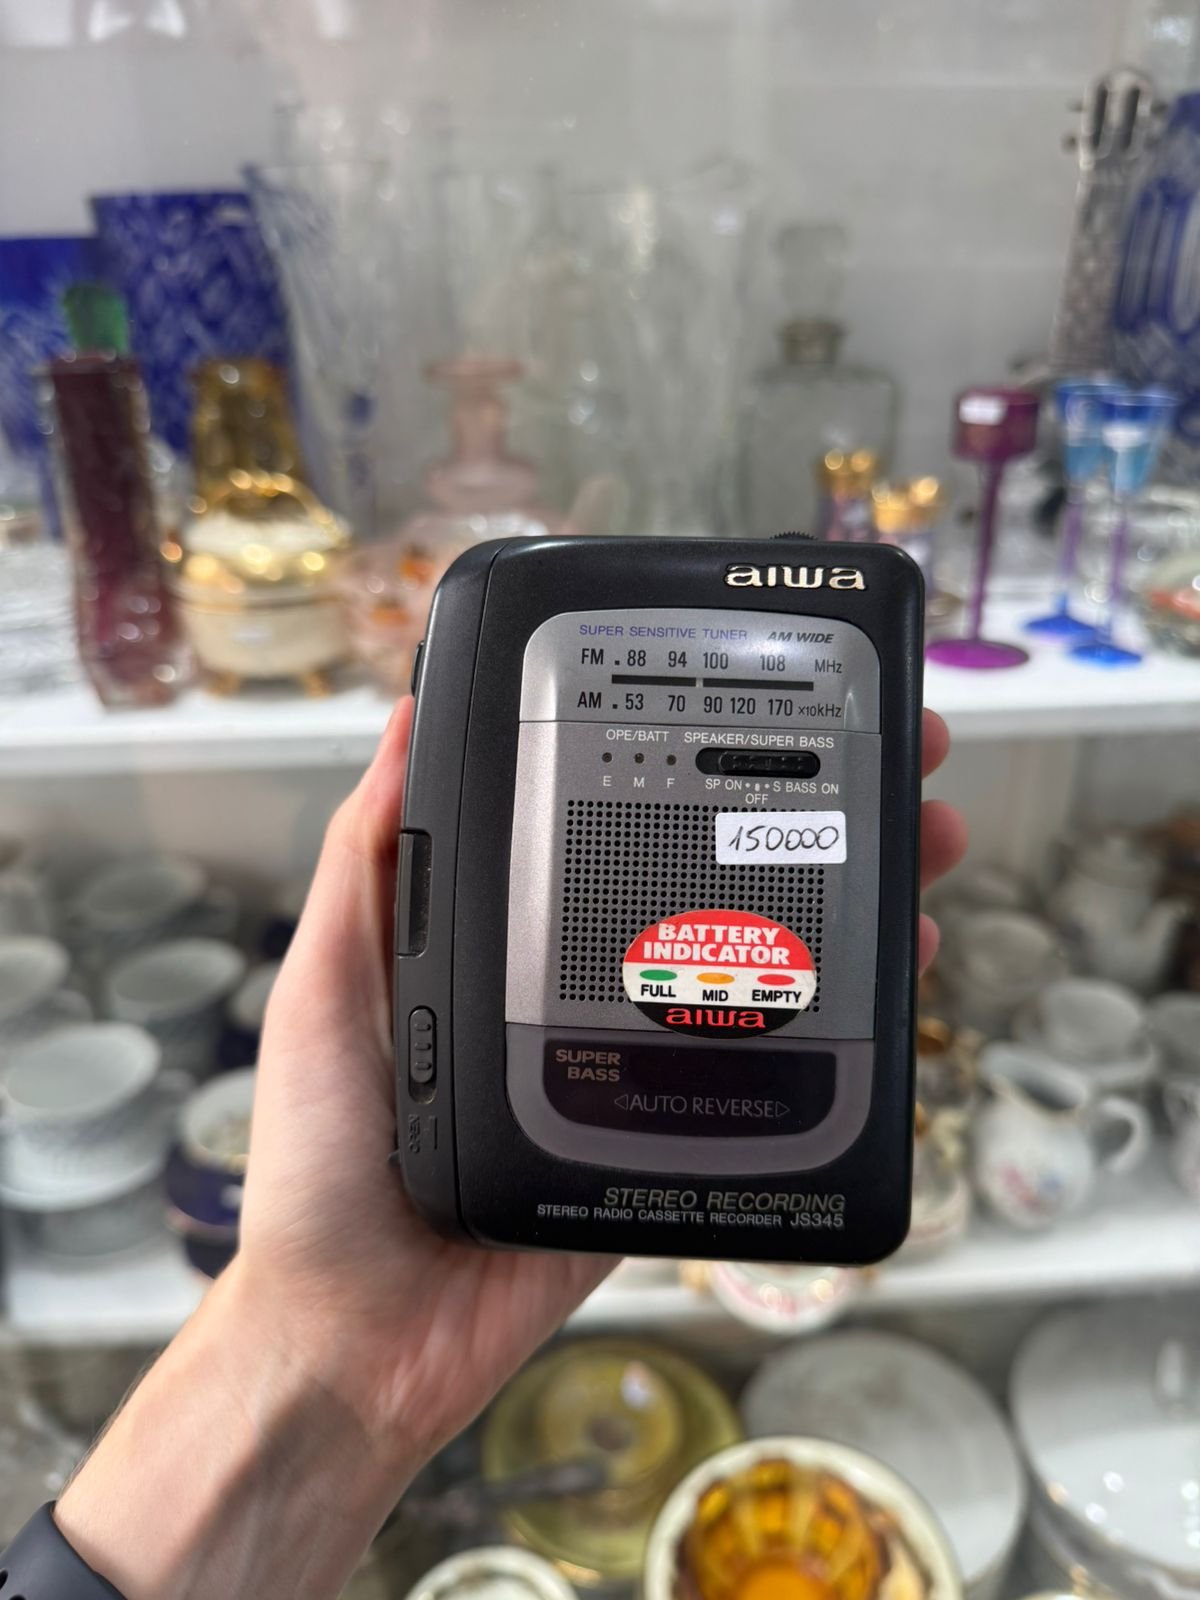 aiwa
SUPER SENSITIVE TUNER AM WIDE
FM . 88 94 100 108 MHz
AM . 53 70 90 120 170 x10kHz
OPE/BATT SPEAKER/SUPER BASS
E M F SP ON • • S BASS ON
OFF
150000
BATTERY
INDICATOR
FULL MID EMPTY
aiwa
SUPER
BASS
◁AUTO REVERSE▷
OPEN
STEREO RECORDING
STEREO RADIO CASSETTE RECORDER JS345